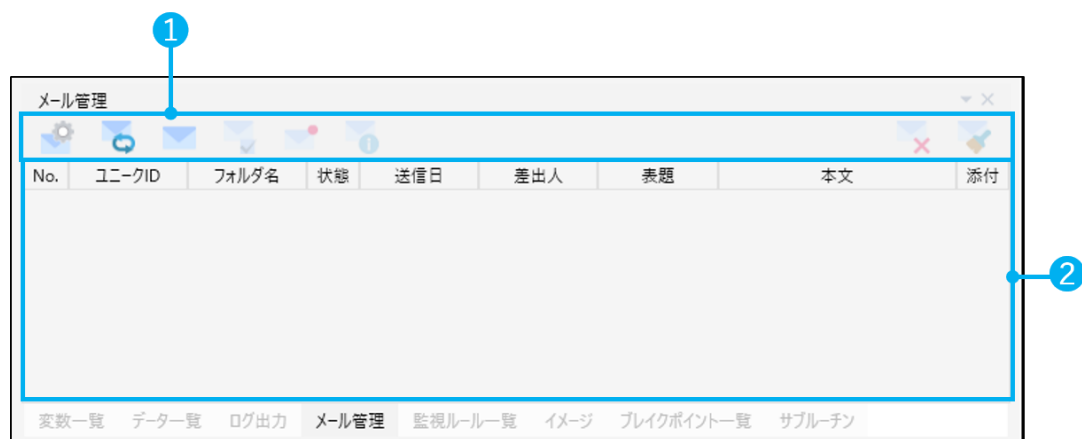 1
メール管理
No. ユニークID フォルダ名 状態 送信日 差出人 表題 本文 添付
2
変数一覧 データ一覧 ログ出力 メール管理 監視ルール一覧 イメージ ブレイクポイント一覧 サブルーチン